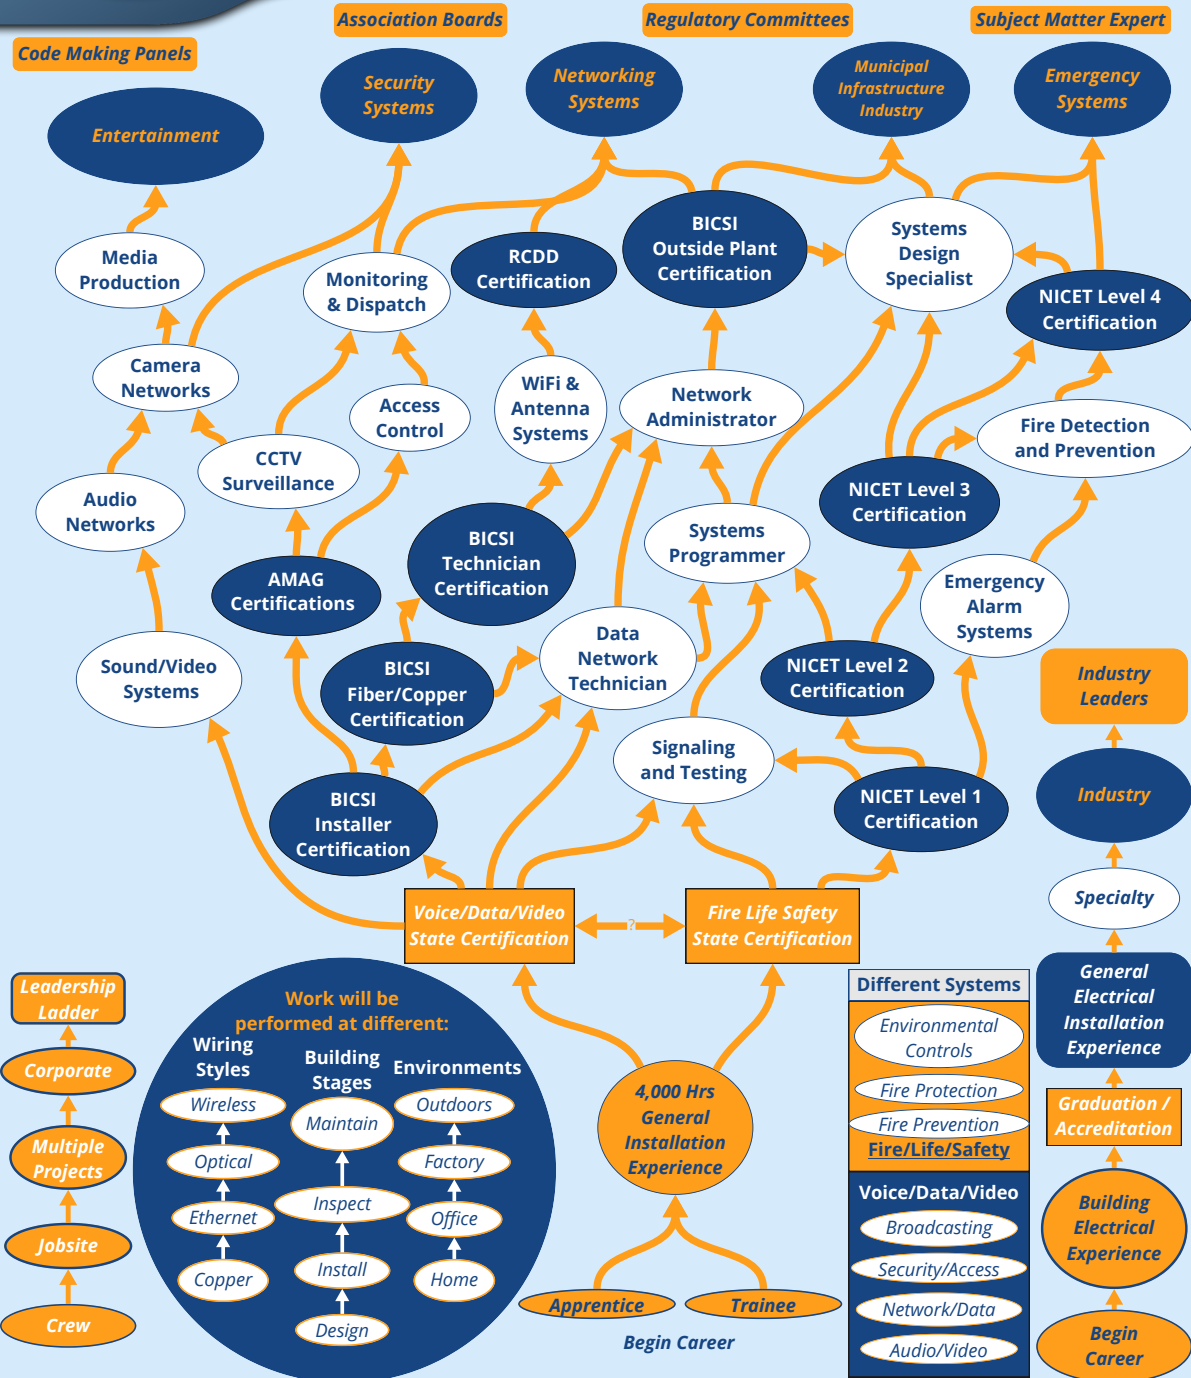 Association Boards
Regulatory Committees
Subject Matter Expert
Code Making Panels
Security
Systems
Networking
Systems
Municipal
Infrastructure
Industry
Emergency
Systems
Entertainment
Media
Production
Monitoring
& Dispatch
RCDD
Certification
BICSI
Outside Plant
Certification
Systems
Design
Specialist
NICET Level 4
Certification
Camera
Networks
Access
Control
WiFi &
Antenna
Systems
Network
Administrator
Fire Detection
and Prevention
CCTV
Surveillance
Audio
Networks
NICET Level 3
Certification
BICSI
Technician
Certification
Systems
Programmer
AMAG
Certifications
Emergency
Alarm
Systems
Sound/Video
Systems
BICSI
Fiber/Copper
Certification
Data
Network
Technician
NICET Level 2
Certification
Industry
Leaders
Signaling
and Testing
BICSI
Installer
Certification
NICET Level 1
Certification
Industry
Specialty
Voice/Data/Video
State Certification
?
Fire Life Safety
State Certification
General
Electrical
Installation
Experience
Graduation /
Accreditation
Building
Electrical
Experience
Begin
Career
Leadership
Ladder
Corporate
Multiple
Projects
Jobsite
Crew
Work will be
performed at different:
Wiring
Styles
Wireless
Optical
Ethernet
Copper
Building
Stages
Maintain
Inspect
Install
Design
Environments
Outdoors
Factory
Office
Home
4,000 Hrs
General
Installation
Experience
Apprentice
Trainee
Begin Career
Different Systems
Environmental
Controls
Fire Protection
Fire Prevention
Fire/Life/Safety
Voice/Data/Video
Broadcasting
Security/Access
Network/Data
Audio/Video